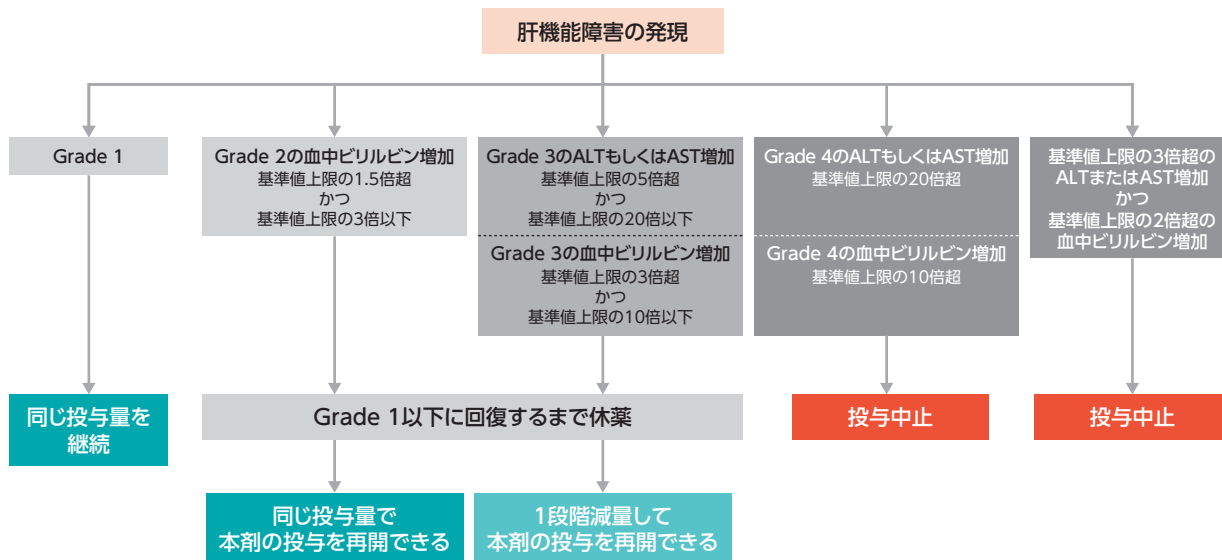 肝機能障害の発現
Grade 1
Grade 2の血中ビリルビン増加
基準値上限の1.5倍超
かつ
基準値上限の3倍以下
Grade 3のALTもしくはAST増加
基準値上限の5倍超
かつ
基準値上限の20倍以下
Grade 3の血中ビリルビン増加
基準値上限の3倍超
かつ
基準値上限の10倍以下
Grade 4のALTもしくはAST増加
基準値上限の20倍超
Grade 4の血中ビリルビン増加
基準値上限の10倍超
基準値上限の3倍超の
ALTまたはAST増加
かつ
基準値上限の2倍超の
血中ビリルビン増加
同じ投与量を
継続
Grade 1以下に回復するまで休薬
投与中止
投与中止
同じ投与量で
本剤の投与を再開できる
1段階減量して
本剤の投与を再開できる